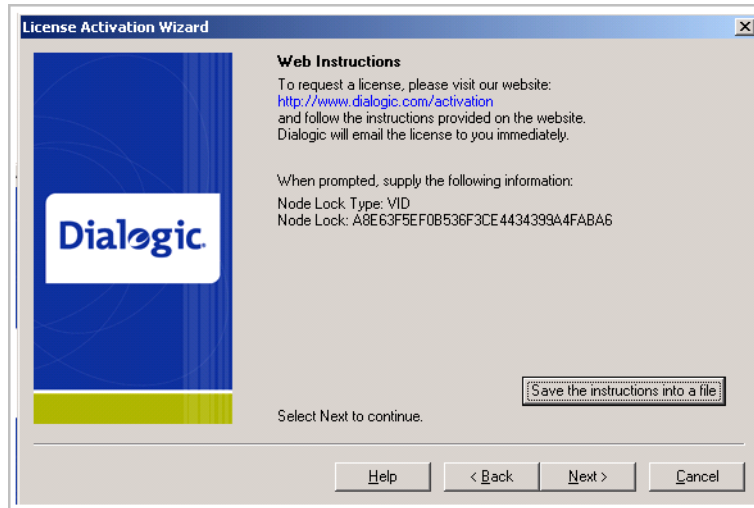 License Activation Wizard
Web Instructions
To request a license, please visit our website:
http://www.dialogic.com/activation
and follow the instructions provided on the website.
Dialogic will email the license to you immediately.
When prompted, supply the following information:
Node Lock Type: VID
Node Lock: A8E63F5EF0B536F3CE4434399A4FABA6
Dialogic.
Save the instructions into a file
Select Next to continue.
Help
< Back
Next >
Cancel